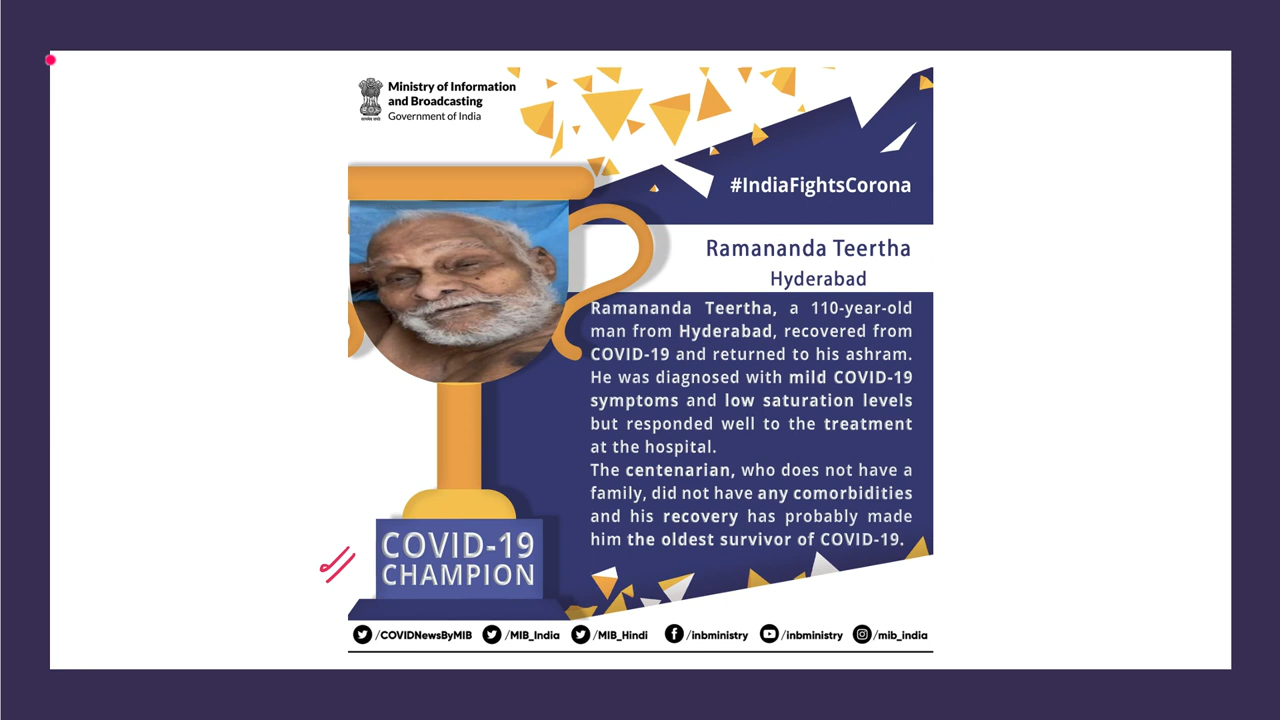 Ministry of Information
and Broadcasting
Government of India
#IndiaFightsCorona
Ramananda Teertha
Hyderabad
Ramananda Teertha, a 110-year-old
man from Hyderabad, recovered from
COVID-19 and returned to his ashram.
He was diagnosed with mild COVID-19
symptoms and low saturation levels
but responded well to the treatment
at the hospital.
The centenarian, who does not have a
family, did not have any comorbidities
and his recovery has probably made
him the oldest survivor of COVID-19.
COVID-19
CHAMPION
/COVIDNewsByMIB /MIB_India /MIB_Hindi /inbministry /inbministry /mib_india